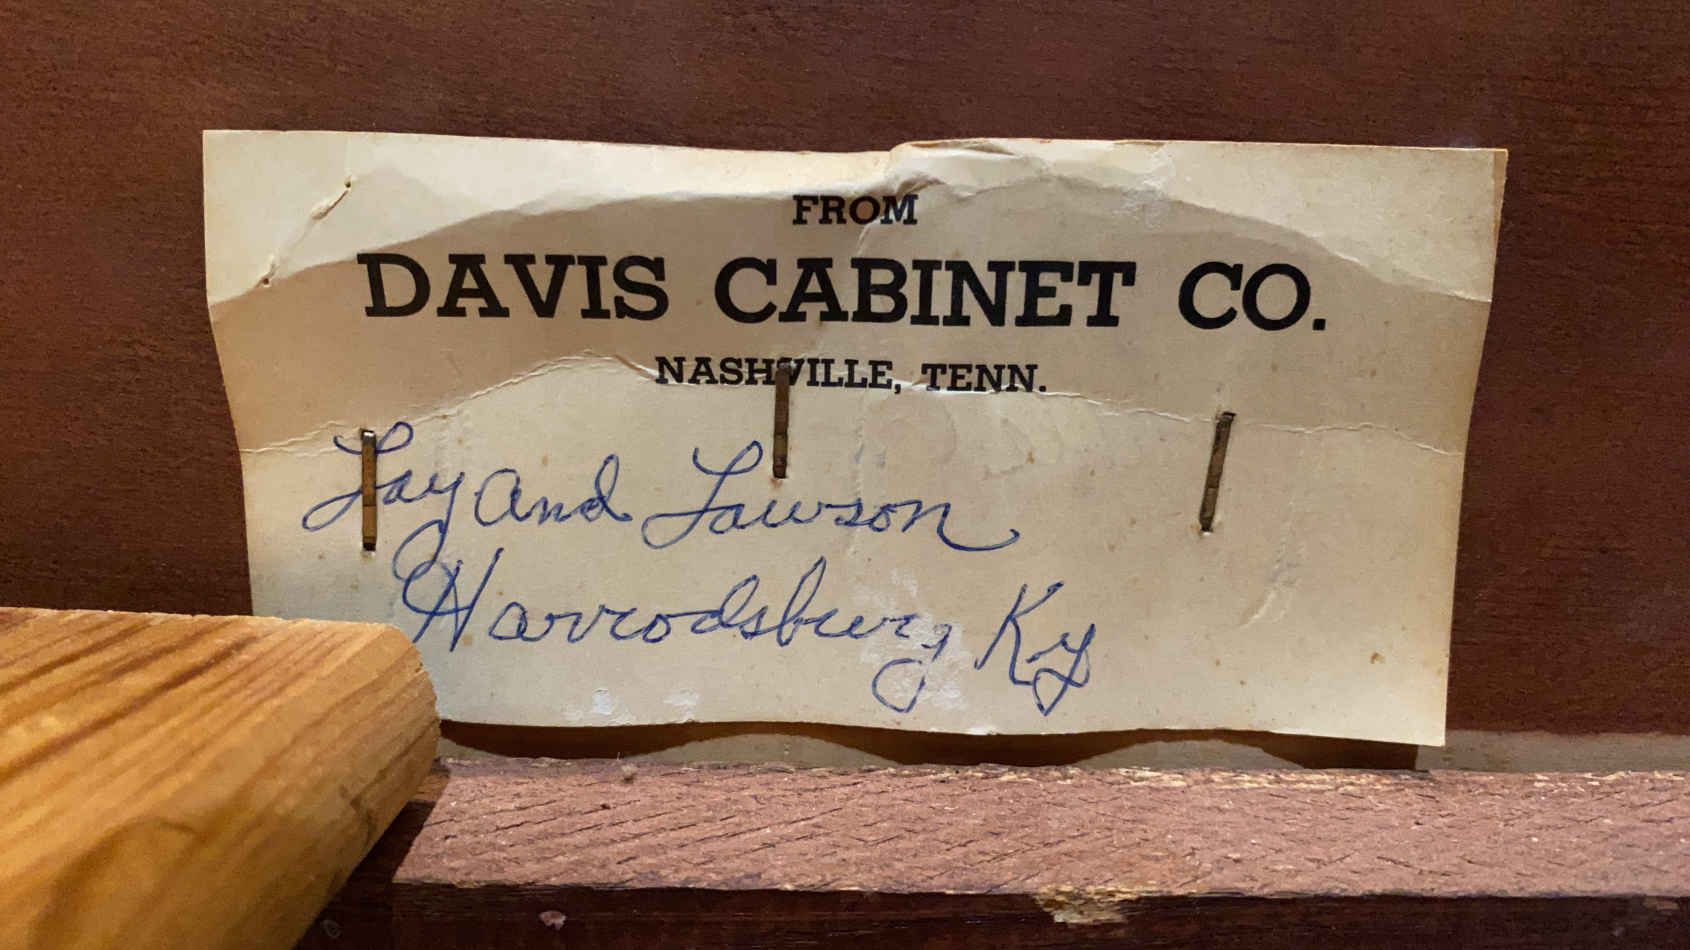 FROM
DAVIS CABINET CO.
NASHVILLE, TENN.
Lay and Lawson
Harrodsburg Ky